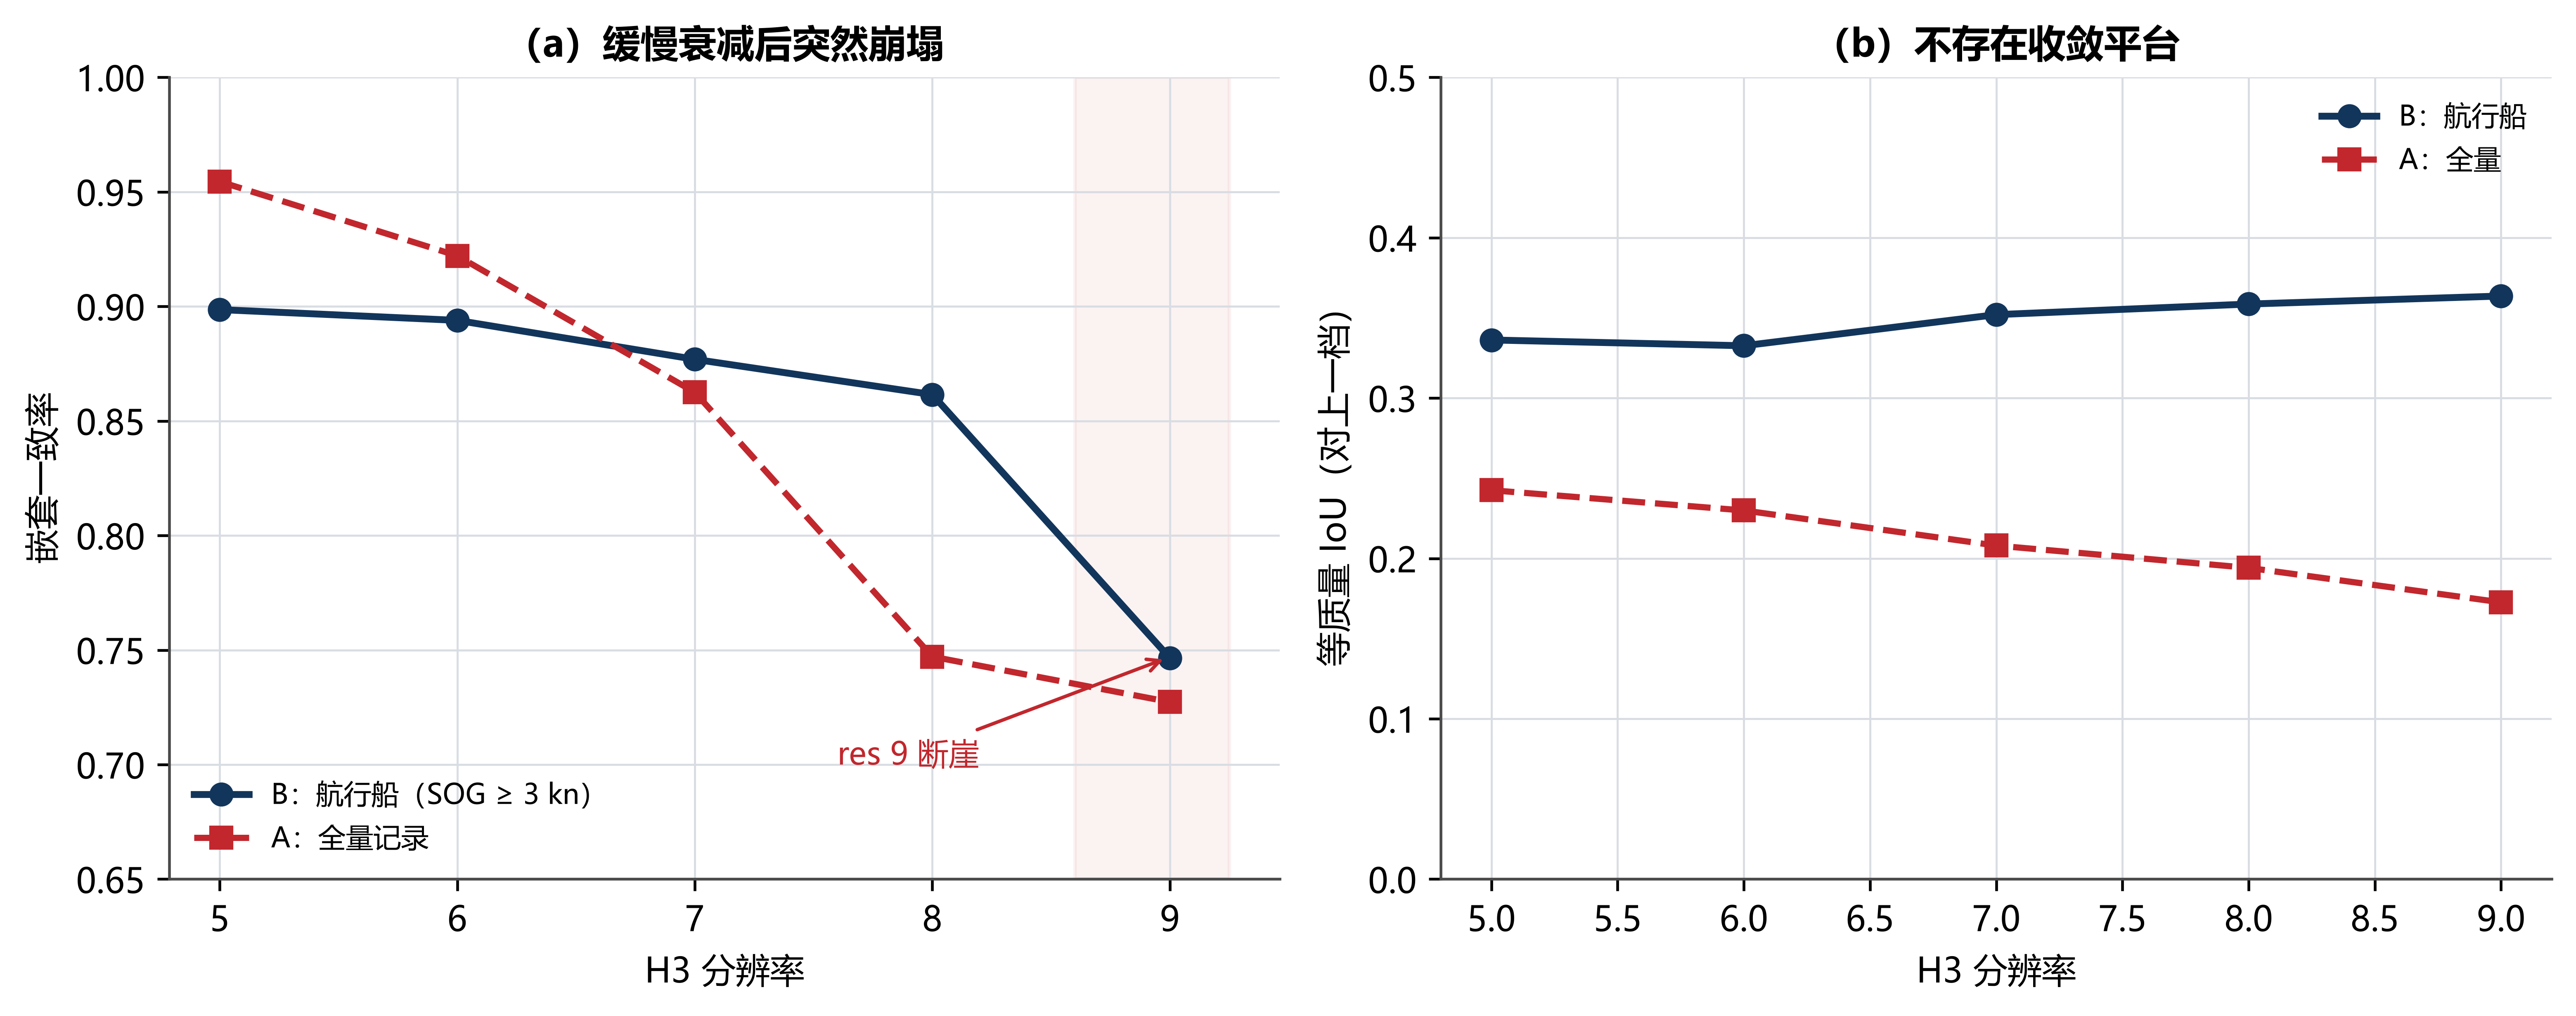 （a）缓慢衰减后突然崩塌
1.00
0.95
0.90
0.85
0.80
0.75
0.70
0.65
嵌套一致率
res 9 断崖
B：航行船（SOG ≥ 3 kn）
A：全量记录
5 6 7 8 9
H3 分辨率
（b）不存在收敛平台
0.5
0.4
0.3
0.2
0.1
0.0
等质量 IoU（对上一档）
B：航行船
A：全量
5.0 5.5 6.0 6.5 7.0 7.5 8.0 8.5 9.0
H3 分辨率